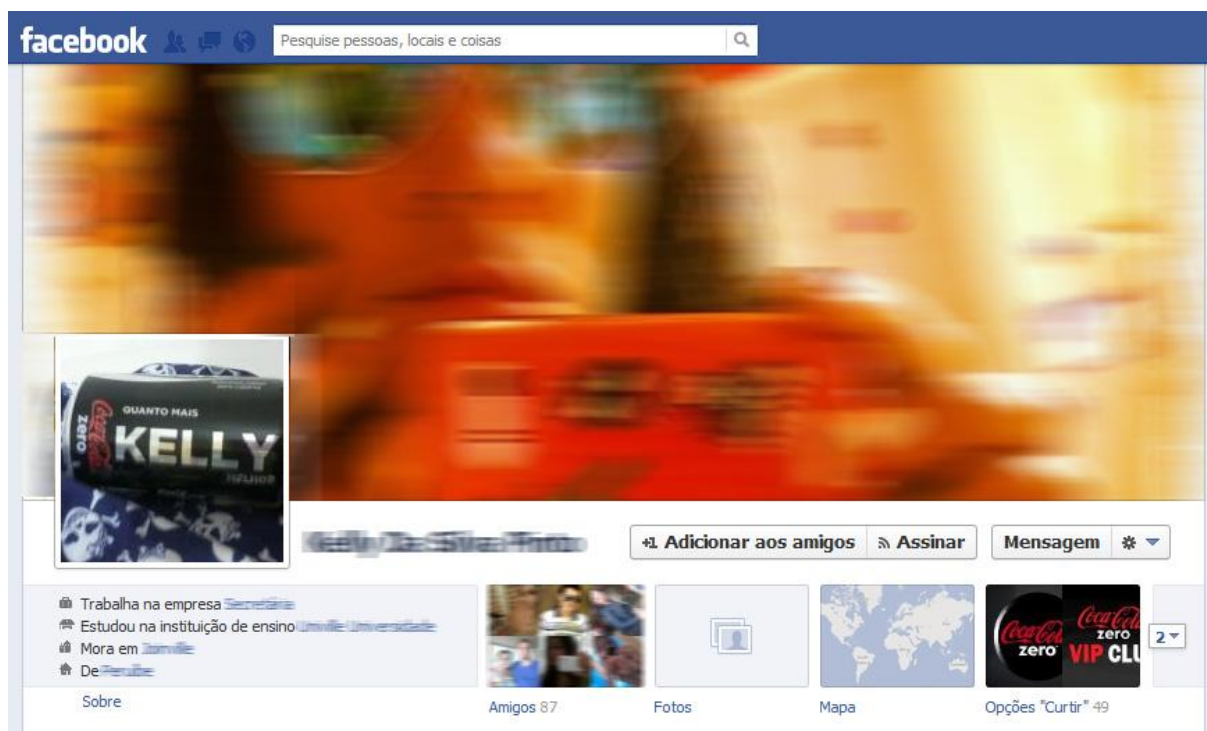 facebook Pesquise pessoas, locais e coisas
QUANTO MAIS
Coca-Cola zero KELLY
+1 Adicionar aos amigos Assinar Mensagem
Trabalha na empresa
Estudou na instituição de ensino
Mora em
De
Sobre
Coca-Cola zero
Coca-Cola zero
VIP CLU
2
Amigos 87 Fotos Mapa Opções "Curtir" 49